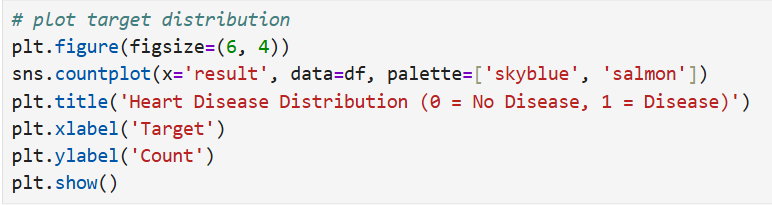 # plot target distribution
plt.figure(figsize=(6, 4))
sns.countplot(x='result', data=df, palette=['skyblue', 'salmon'])
plt.title('Heart Disease Distribution (0 = No Disease, 1 = Disease)')
plt.xlabel('Target')
plt.ylabel('Count')
plt.show()